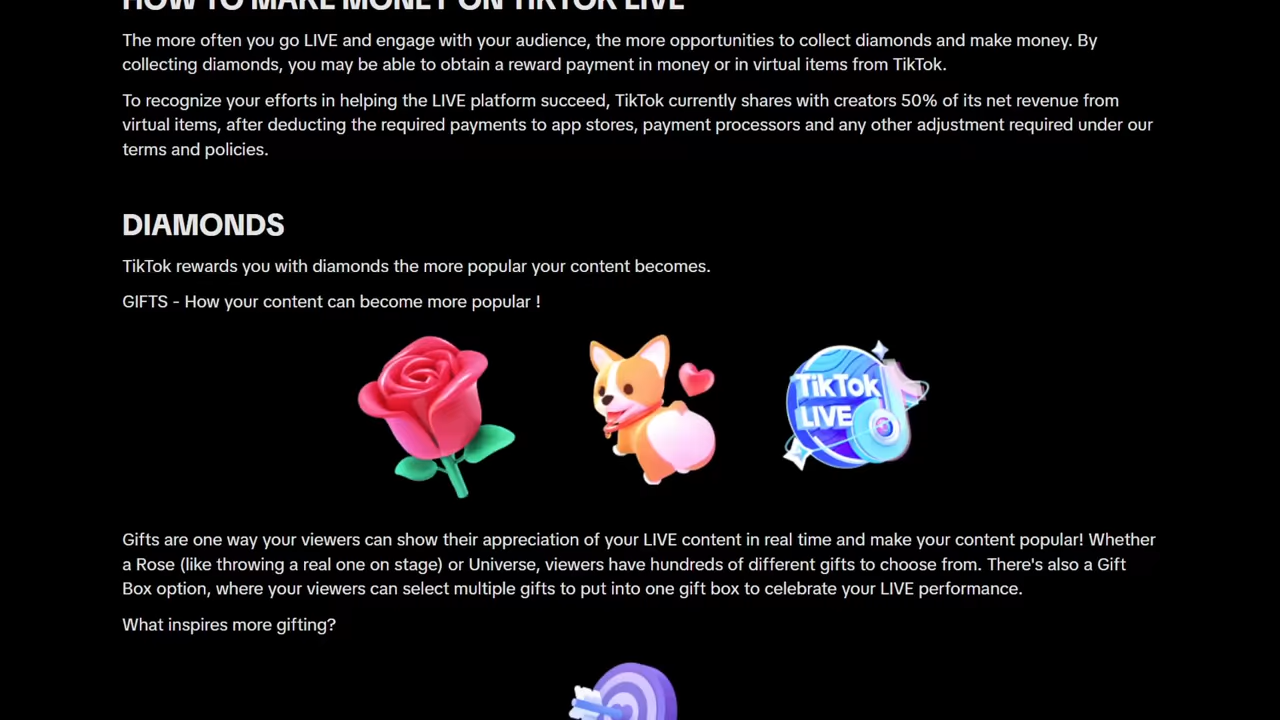 HOW TO MAKE MONEY ON TIKTOK LIVE
The more often you go LIVE and engage with your audience, the more opportunities to collect diamonds and make money. By
collecting diamonds, you may be able to obtain a reward payment in money or in virtual items from TikTok.
To recognize your efforts in helping the LIVE platform succeed, TikTok currently shares with creators 50% of its net revenue from
virtual items, after deducting the required payments to app stores, payment processors and any other adjustment required under our
terms and policies.
DIAMONDS
TikTok rewards you with diamonds the more popular your content becomes.
GIFTS - How your content can become more popular !
TikTok
LIVE
Gifts are one way your viewers can show their appreciation of your LIVE content in real time and make your content popular! Whether
a Rose (like throwing a real one on stage) or Universe, viewers have hundreds of different gifts to choose from. There's also a Gift
Box option, where your viewers can select multiple gifts to put into one gift box to celebrate your LIVE performance.
What inspires more gifting?